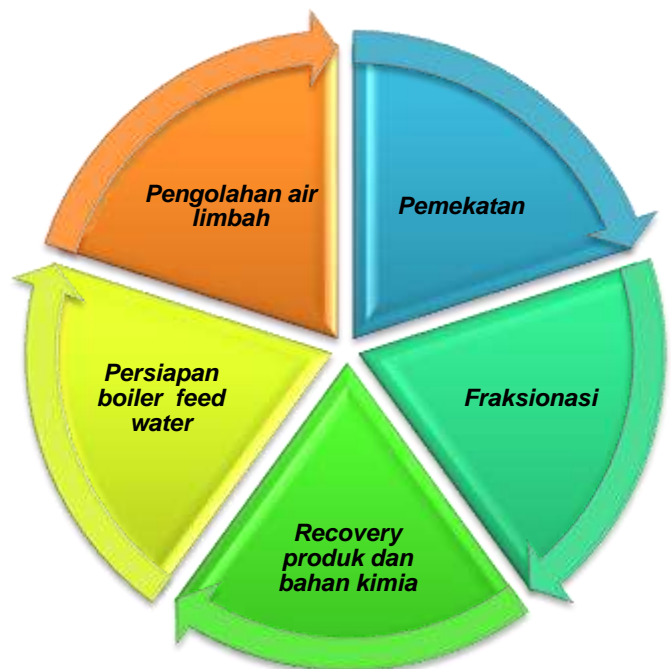 Pemekatan
Fraksionasi
Recovery
produk dan
bahan kimia
Persiapan
boiler feed
water
Pengolahan air
limbah